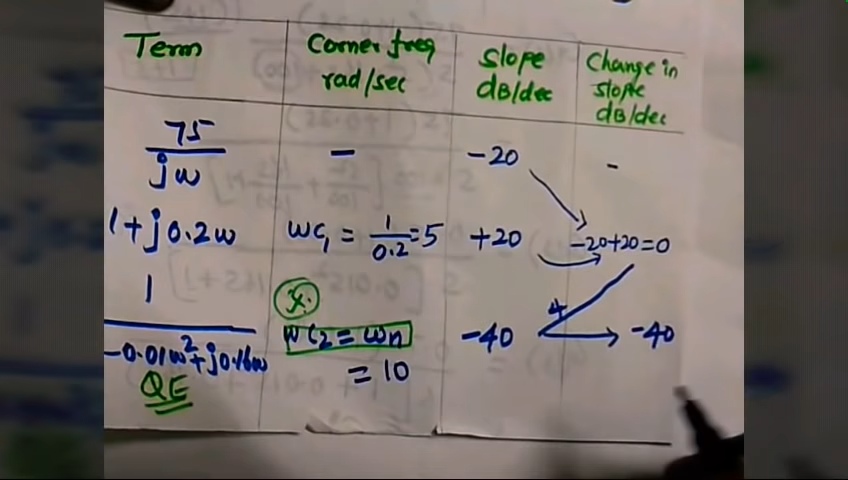 Term Corner freq slope Change in
rad/sec dB/dec slope
dB/dec
75
jω - -20 -
1+j0.2ω ωc1 = 1/0.2 = 5 +20 -20+20=0
1
-0.01ω²+j0.16ω ωc2 = ωn -40 -40
= 10
QE